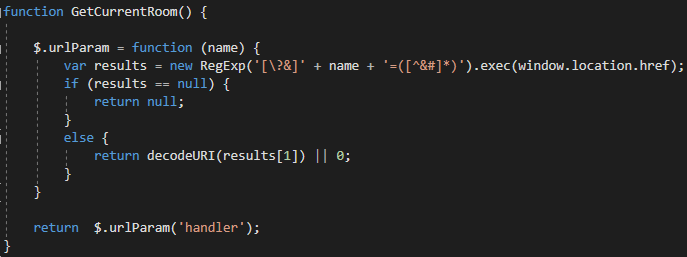 function GetCurrentRoom() {
$.urlParam = function (name) {
var results = new RegExp('[\?&]' + name + '=([^&#]*)').exec(window.location.href);
if (results == null) {
return null;
}
else {
return decodeURI(results[1]) || 0;
}
}
return  $.urlParam('handler');
}